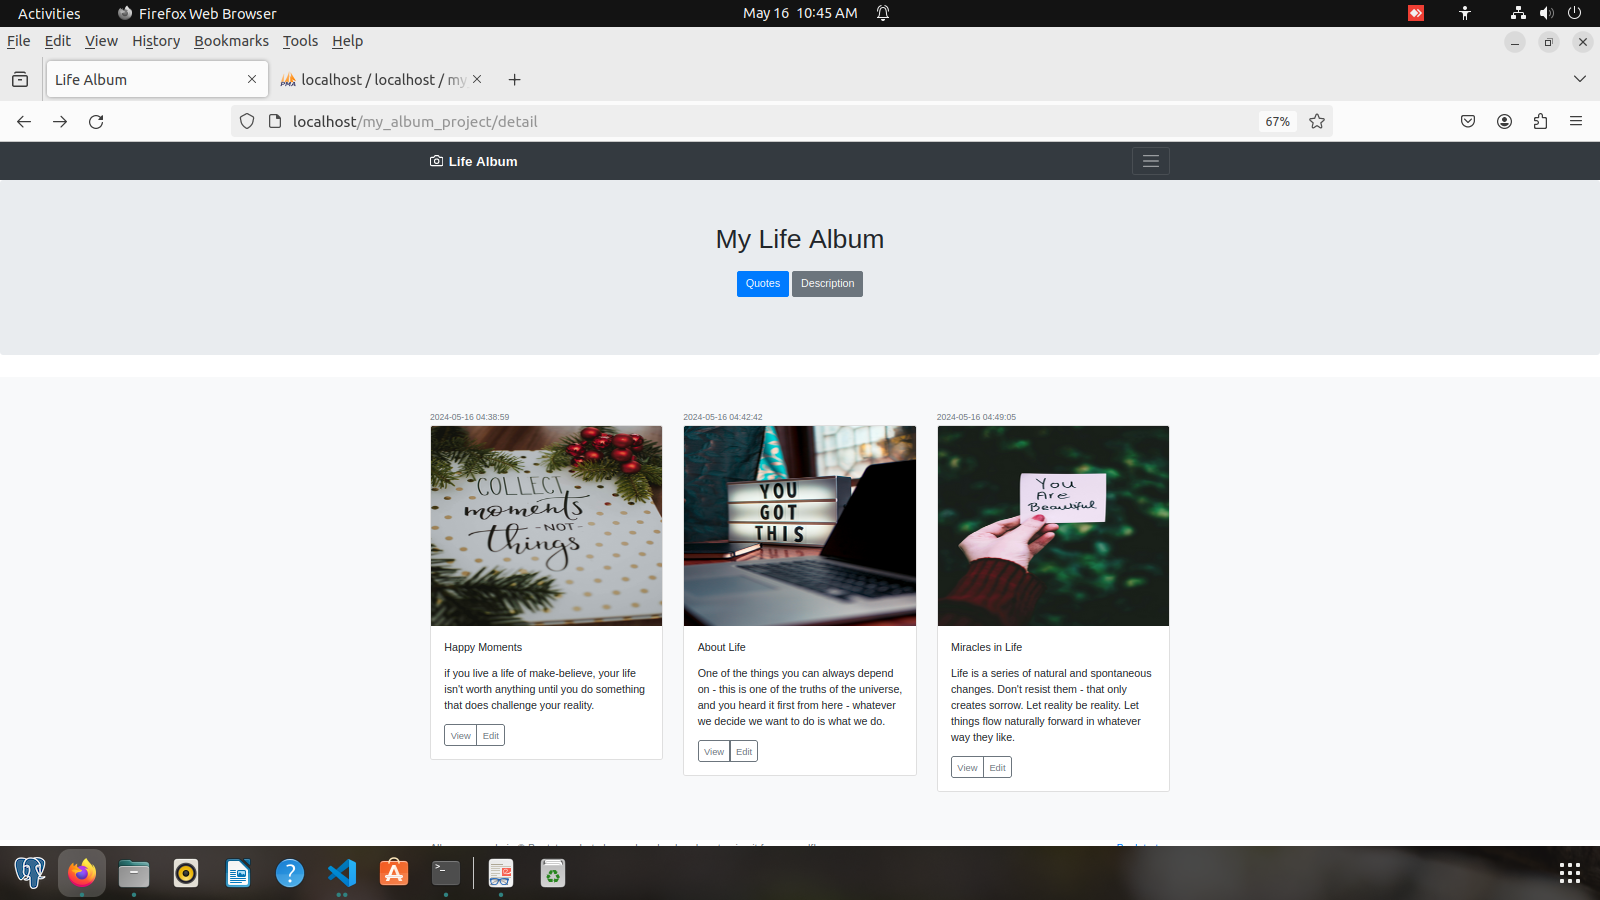 Activities
Firefox Web Browser
May 16 10:45 AM
File Edit View History Bookmarks Tools Help
Life Album
localhost / localhost / my
localhost/my_album_project/detail
67%
Life Album
My Life Album
Quotes
Description
2024-05-16 04:38:59
COLLECT
moments
-NOT-
things
Happy Moments
if you live a life of make-believe, your life
isn't worth anything until you do something
that does challenge your reality.
View
Edit
2024-05-16 04:42:42
YOU
GOT
THIS
About Life
One of the things you can always depend
on - this is one of the truths of the universe,
and you heard it first from here - whatever
we decide we want to do is what we do.
View
Edit
2024-05-16 04:49:05
You
Are
Beautiful
Miracles in Life
Life is a series of natural and spontaneous
changes. Don't resist them - that only
creates sorrow. Let reality be reality. Let
things flow naturally forward in whatever
way they like.
View
Edit